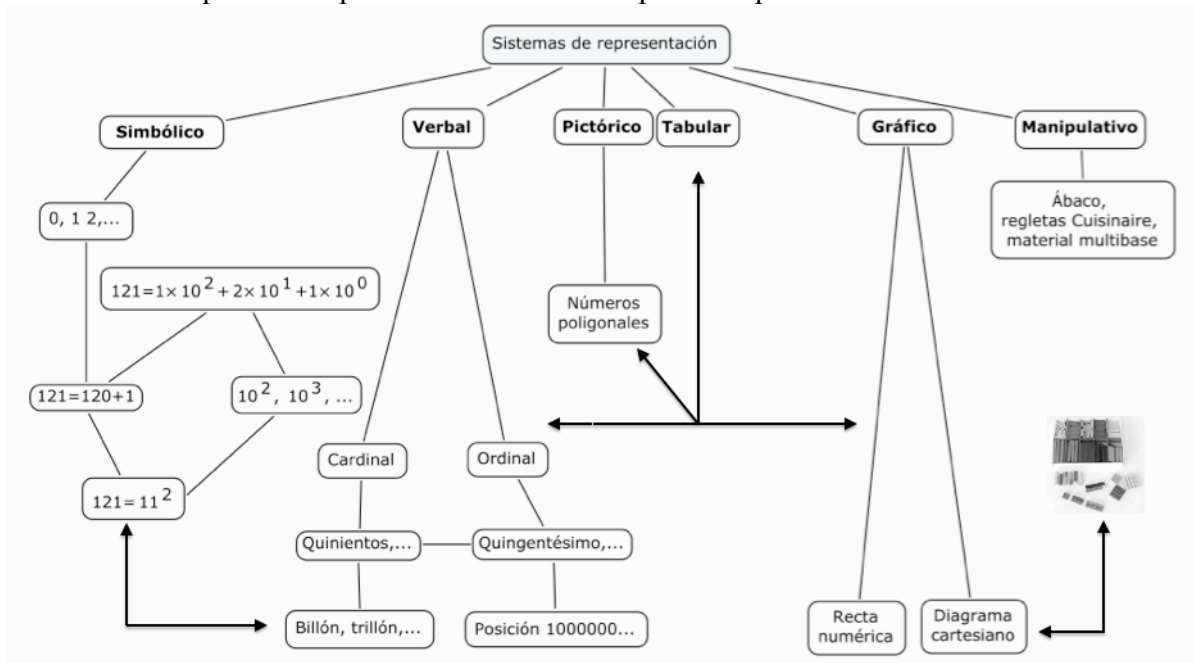 Sistemas de representación
Simbólico
Verbal
Pictórico
Tabular
Gráfico
Manipulativo
0, 1 2,...
Ábaco,
regletas Cuisinaire,
material multibase
121=1×10² + 2×10¹ +1×10⁰
Números
poligonales
121=120+1
10², 10³, ...
Cardinal
Ordinal
121= 11²
Quinientos,...
Quingentésimo,...
Billón, trillón,...
Posición 1000000...
Recta
numérica
Diagrama
cartesiano